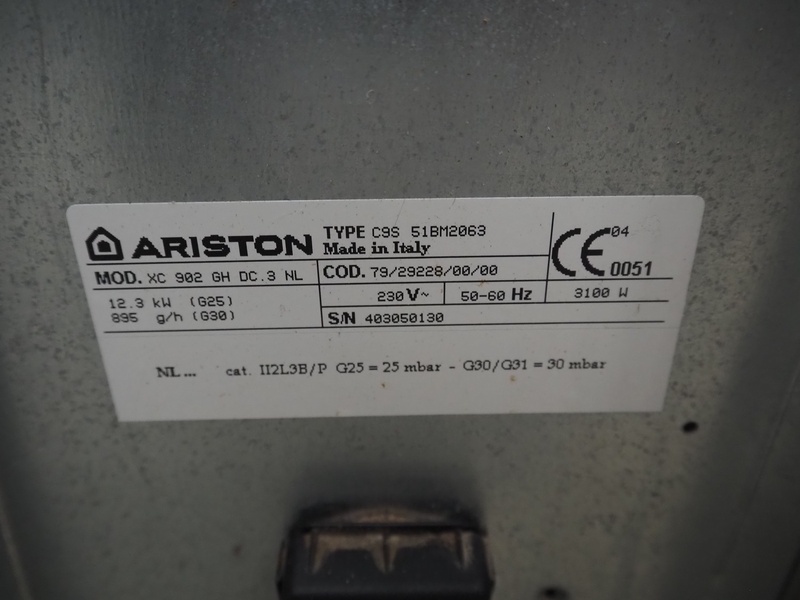 ARISTON TYPE C9S 51BM2063
Made in Italy
CE 04
0051
MOD. XC 902 GH DC.3 NL COD. 79/29228/00/00
12.3 kW (G25) 230 V~ 50-60 Hz 3100 W
895 g/h (G30) S/N 403050130
NL ... cat. II2L3B/P G25 = 25 mbar - G30/G31 = 30 mbar